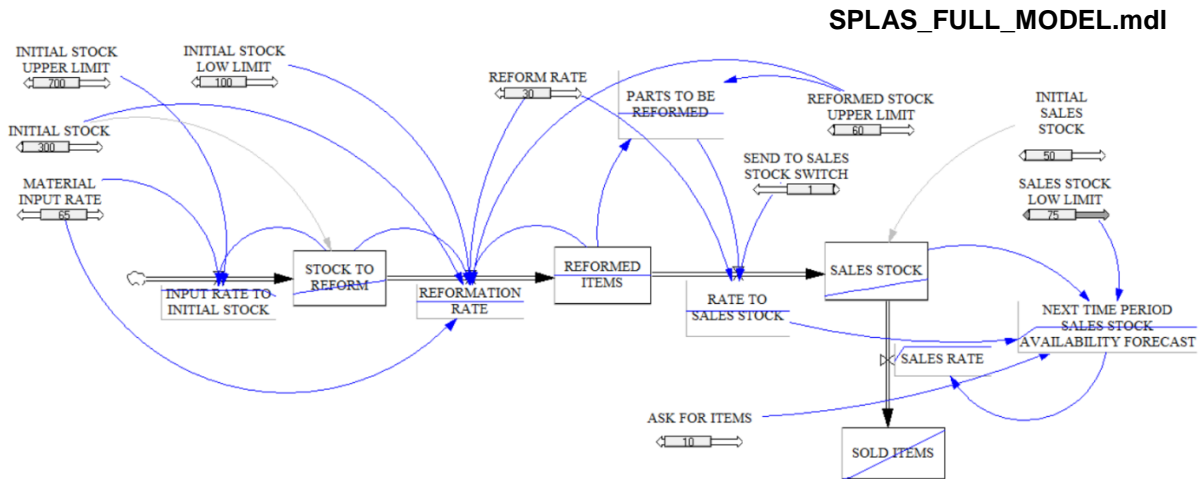 SPLAS_FULL_MODEL.mdl
INITIAL STOCK
UPPER LIMIT
700
INITIAL STOCK
LOW LIMIT
100
REFORM RATE
30
PARTS TO BE
REFORMED
REFORMED STOCK
UPPER LIMIT
60
INITIAL
SALES
STOCK
50
INITIAL STOCK
300
SEND TO SALES
STOCK SWITCH
1
MATERIAL
INPUT RATE
65
SALES STOCK
LOW LIMIT
75
STOCK TO
REFORM
REFORMED
ITEMS
SALES STOCK
INPUT RATE TO
INITIAL STOCK
REFORMATION
RATE
RATE TO
SALES STOCK
NEXT TIME PERIOD
SALES STOCK
AVAILABILITY FORECAST
SALES RATE
ASK FOR ITEMS
10
SOLD ITEMS